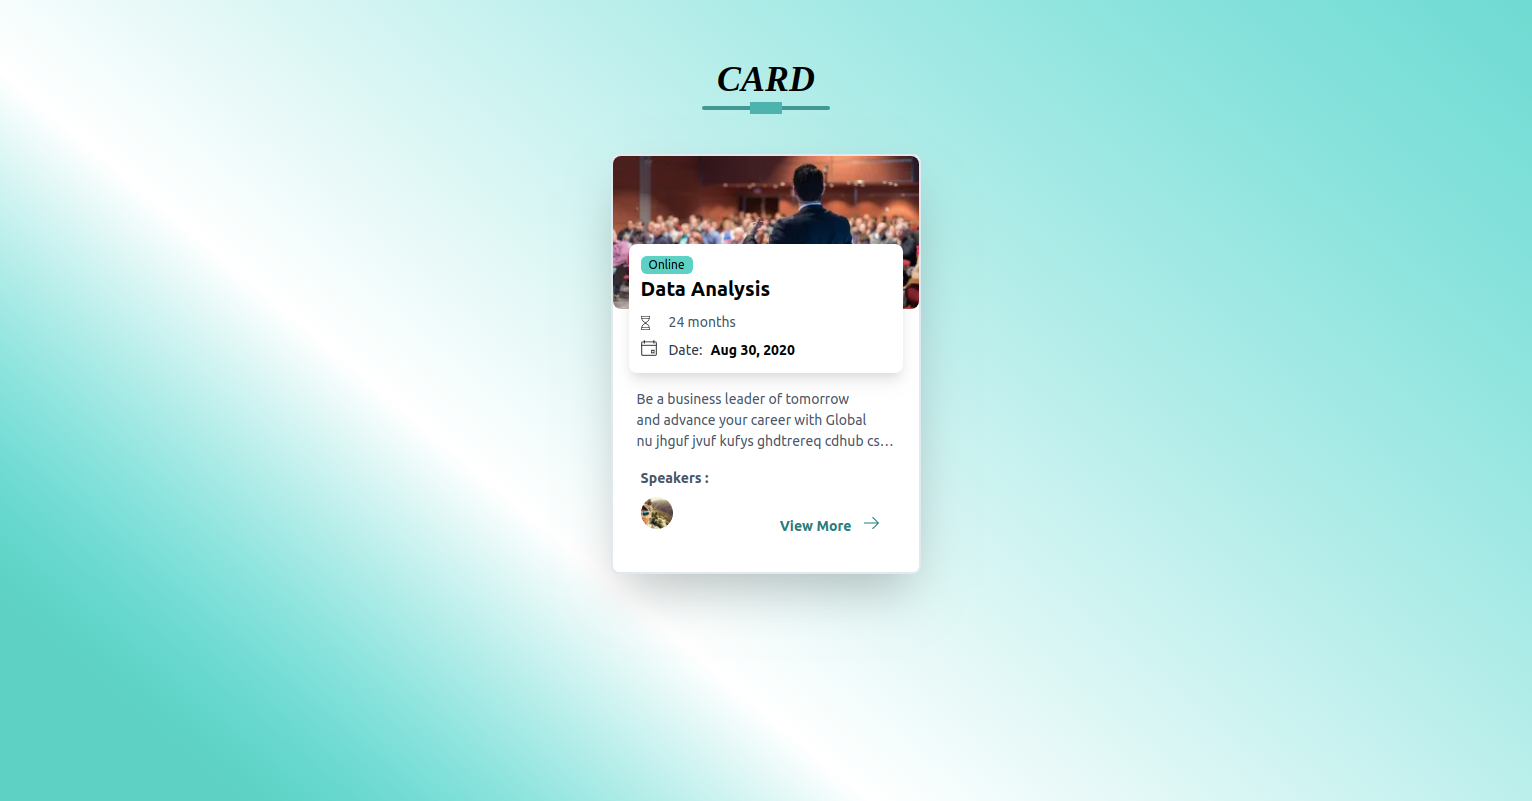 CARD
Online
Data Analysis
24 months
Date: Aug 30, 2020
Be a business leader of tomorrow
and advance your career with Global
nu jhguf jvuf kufys ghdtrereq cdhub cs…
Speakers :
View More